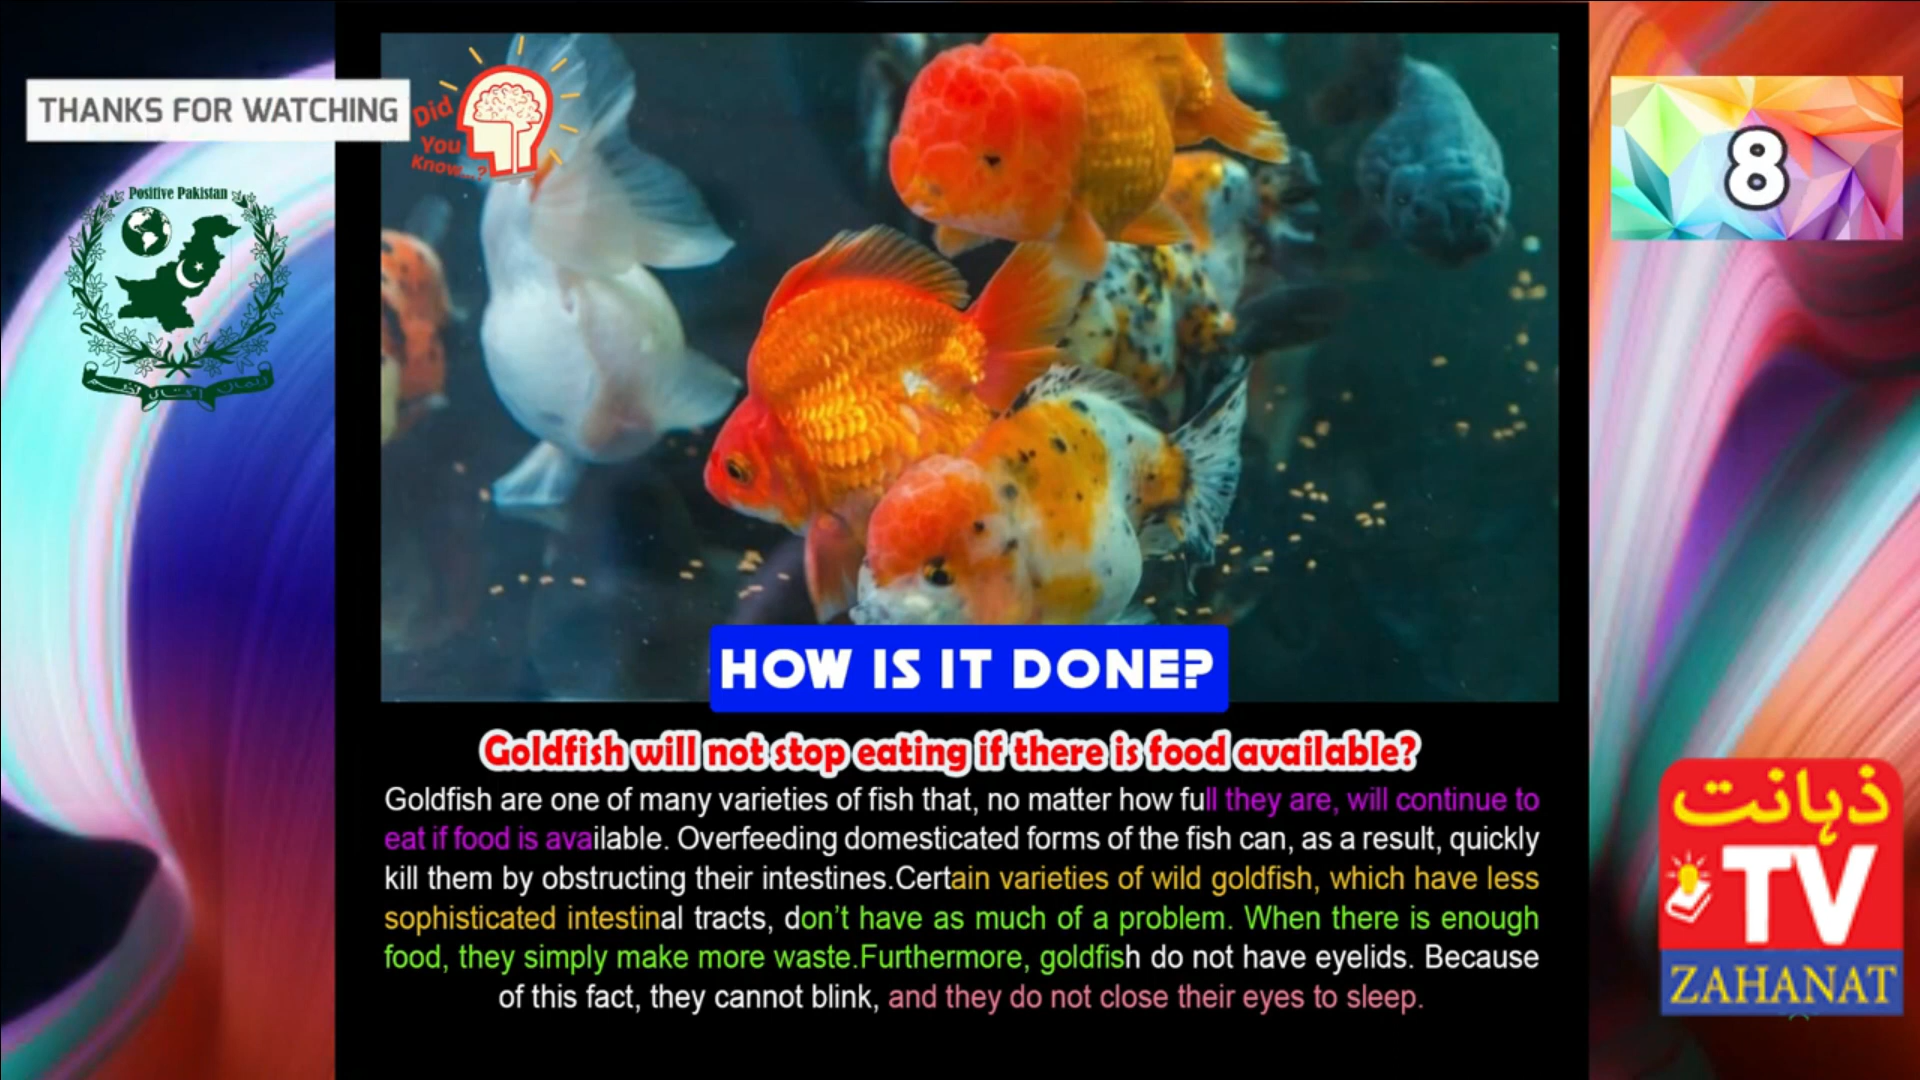 THANKS FOR WATCHING
Did
You
Know...?
Positive Pakistan
8
HOW IS IT DONE?
Goldfish will not stop eating if there is food available?
Goldfish are one of many varieties of fish that, no matter how full they are, will continue to
eat if food is available. Overfeeding domesticated forms of the fish can, as a result, quickly
kill them by obstructing their intestines.Certain varieties of wild goldfish, which have less
sophisticated intestinal tracts, don’t have as much of a problem. When there is enough
food, they simply make more waste.Furthermore, goldfish do not have eyelids. Because
of this fact, they cannot blink, and they do not close their eyes to sleep.
ذہانت
TV
ZAHANAT